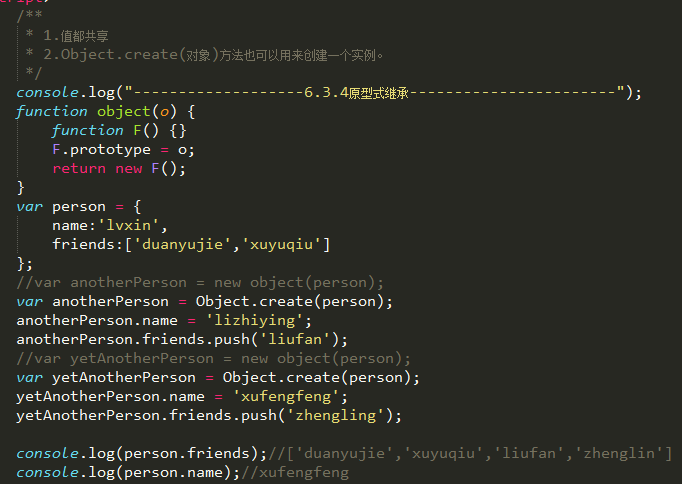 /**
 * 1.值都共享
 * 2.Object.create(对象)方法也可以用来创建一个实例。
 */
console.log("-------------------6.3.4原型式继承-----------------------");
function object(o) {
    function F() {}
    F.prototype = o;
    return new F();
}
var person = {
    name:'lvxin',
    friends:['duanyujie','xuyuqiu']
};
//var anotherPerson = new object(person);
var anotherPerson = Object.create(person);
anotherPerson.name = 'lizhiying';
anotherPerson.friends.push('liufan');
//var yetAnotherPerson = new object(person);
var yetAnotherPerson = Object.create(person);
yetAnotherPerson.name = 'xufengfeng';
yetAnotherPerson.friends.push('zhengling');
console.log(person.friends);//['duanyujie','xuyuqiu','liufan','zhenglin']
console.log(person.name);//xufengfeng